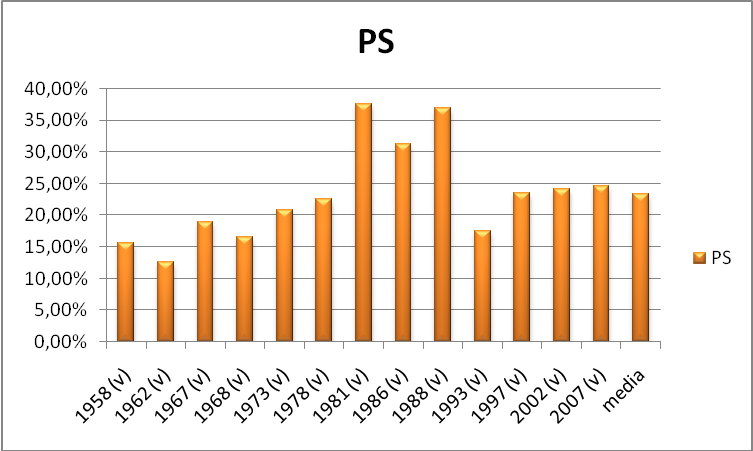 PS
40,00%
35,00%
30,00%
25,00%
20,00%
15,00%
10,00%
5,00%
0,00%
PS
1958 (v)
1962 (v)
1967 (v)
1968 (v)
1973 (v)
1978 (v)
1981 (v)
1986 (v)
1988 (v)
1993 (v)
1997 (v)
2002 (v)
2007 (v)
media